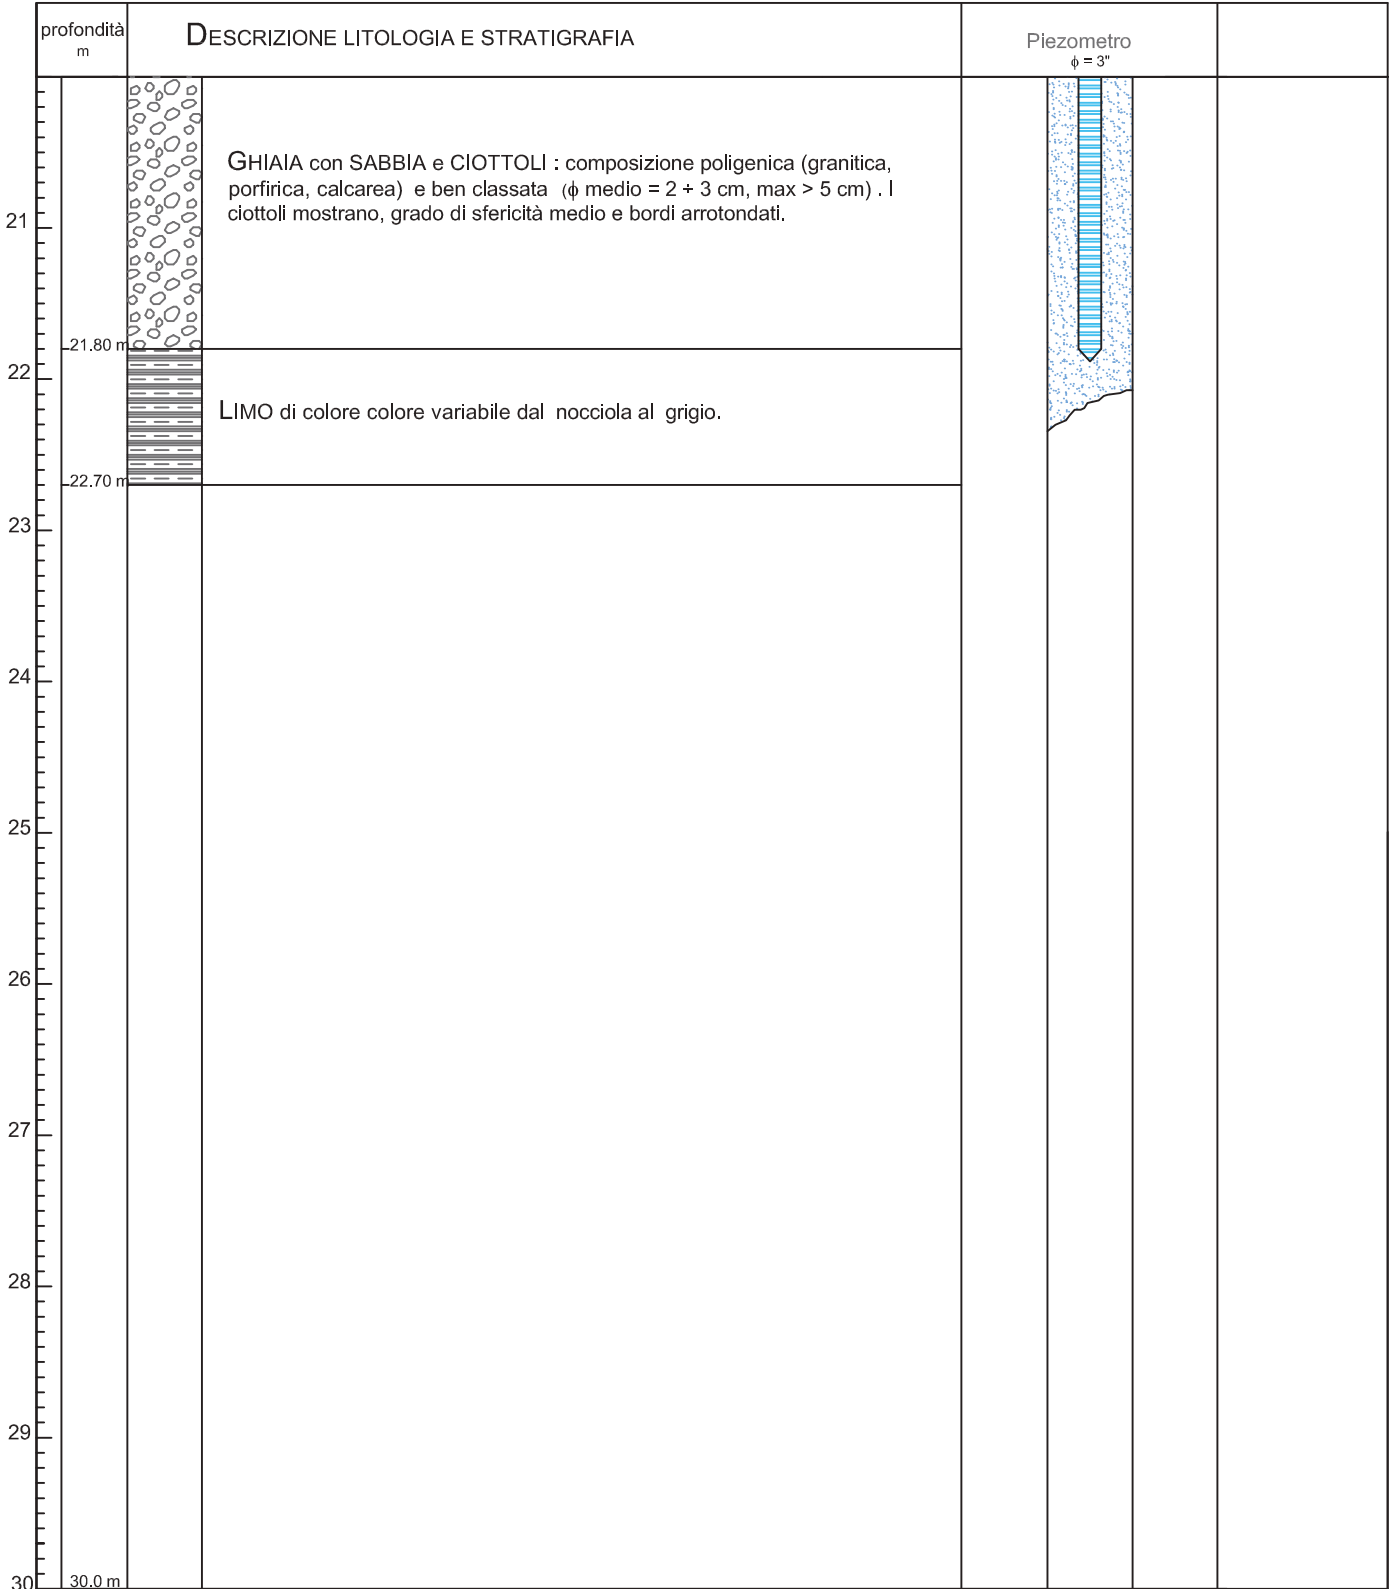 profondità
m
DESCRIZIONE LITOLOGIA E STRATIGRAFIA
Piezometro
ϕ = 3"
GHIAIA con SABBIA e CIOTTOLI : composizione poligenica (granitica,
porfirica, calcarea) e ben classata (ϕ medio = 2 ÷ 3 cm, max > 5 cm) . I
ciottoli mostrano, grado di sfericità medio e bordi arrotondati.
21
21.80 m
22
LIMO di colore colore variabile dal nocciola al grigio.
22.70 m
23
24
25
26
27
28
29
30
30.0 m